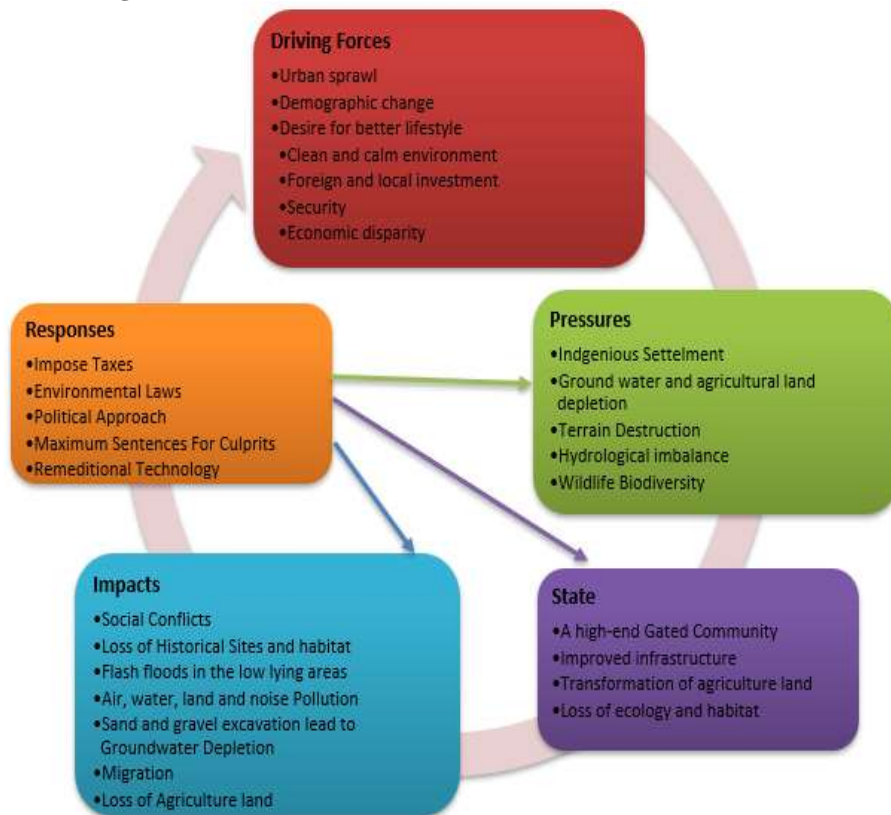 Driving Forces
•Urban sprawl
•Demographic change
•Desire for better lifestyle
•Clean and calm environment
•Foreign and local investment
•Security
•Economic disparity
Pressures
•Indgenious Settelment
•Ground water and agricultural land
depletion
•Terrain Destruction
•Hydrological imbalance
•Wildlife Biodiversity
State
•A high-end Gated Community
•Improved infrastructure
•Transformation of agriculture land
•Loss of ecology and habitat
Impacts
•Social Conflicts
•Loss of Historical Sites and habitat
•Flash floods in the low lying areas
•Air, water, land and noise Pollution
•Sand and gravel excavation lead to
Groundwater Depletion
•Migration
•Loss of Agriculture land
Responses
•Impose Taxes
•Environmental Laws
•Political Approach
•Maximum Sentences For Culprits
•Remeditional Technology